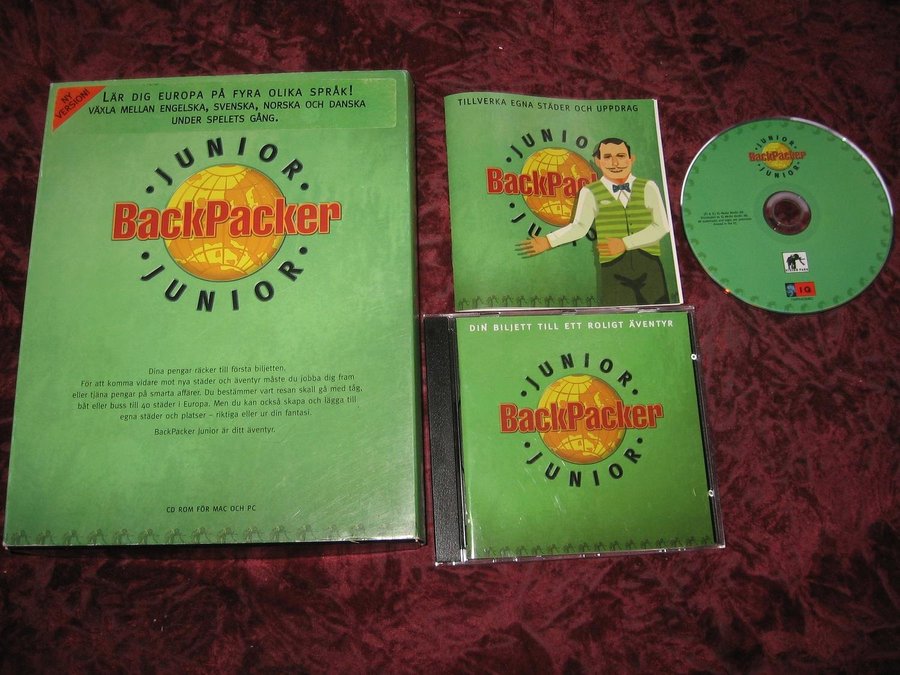 NY VERSION!
LÄR DIG EUROPA PÅ FYRA OLIKA SPRÅK!
VÄXLA MELLAN ENGELSKA, SVENSKA, NORSKA OCH DANSKA
UNDER SPELETS GÅNG.
JUNIOR
BackPacker
JUNIOR
Dina pengar räcker till första biljetten.
För att komma vidare mot nya städer och äventyr måste du jobba dig fram
eller tjäna pengar på smarta affärer. Du bestämmer vart resan skall gå med tåg,
båt eller buss till 40 städer i Europa. Men du kan också skapa och lägga till
egna städer och platser – riktiga eller ur din fantasi.
BackPacker Junior är ditt äventyr.
CD ROM FÖR MAC OCH PC
TILLVERKA EGNA STÄDER OCH UPPDRAG
JUNIO
BackPac
JU
DIN BILJETT TILL ETT ROLIGT ÄVENTYR
JUNIOR
BackPacker
JUNIOR
JUNIOR
BackPacker
JUNIOR
IQ